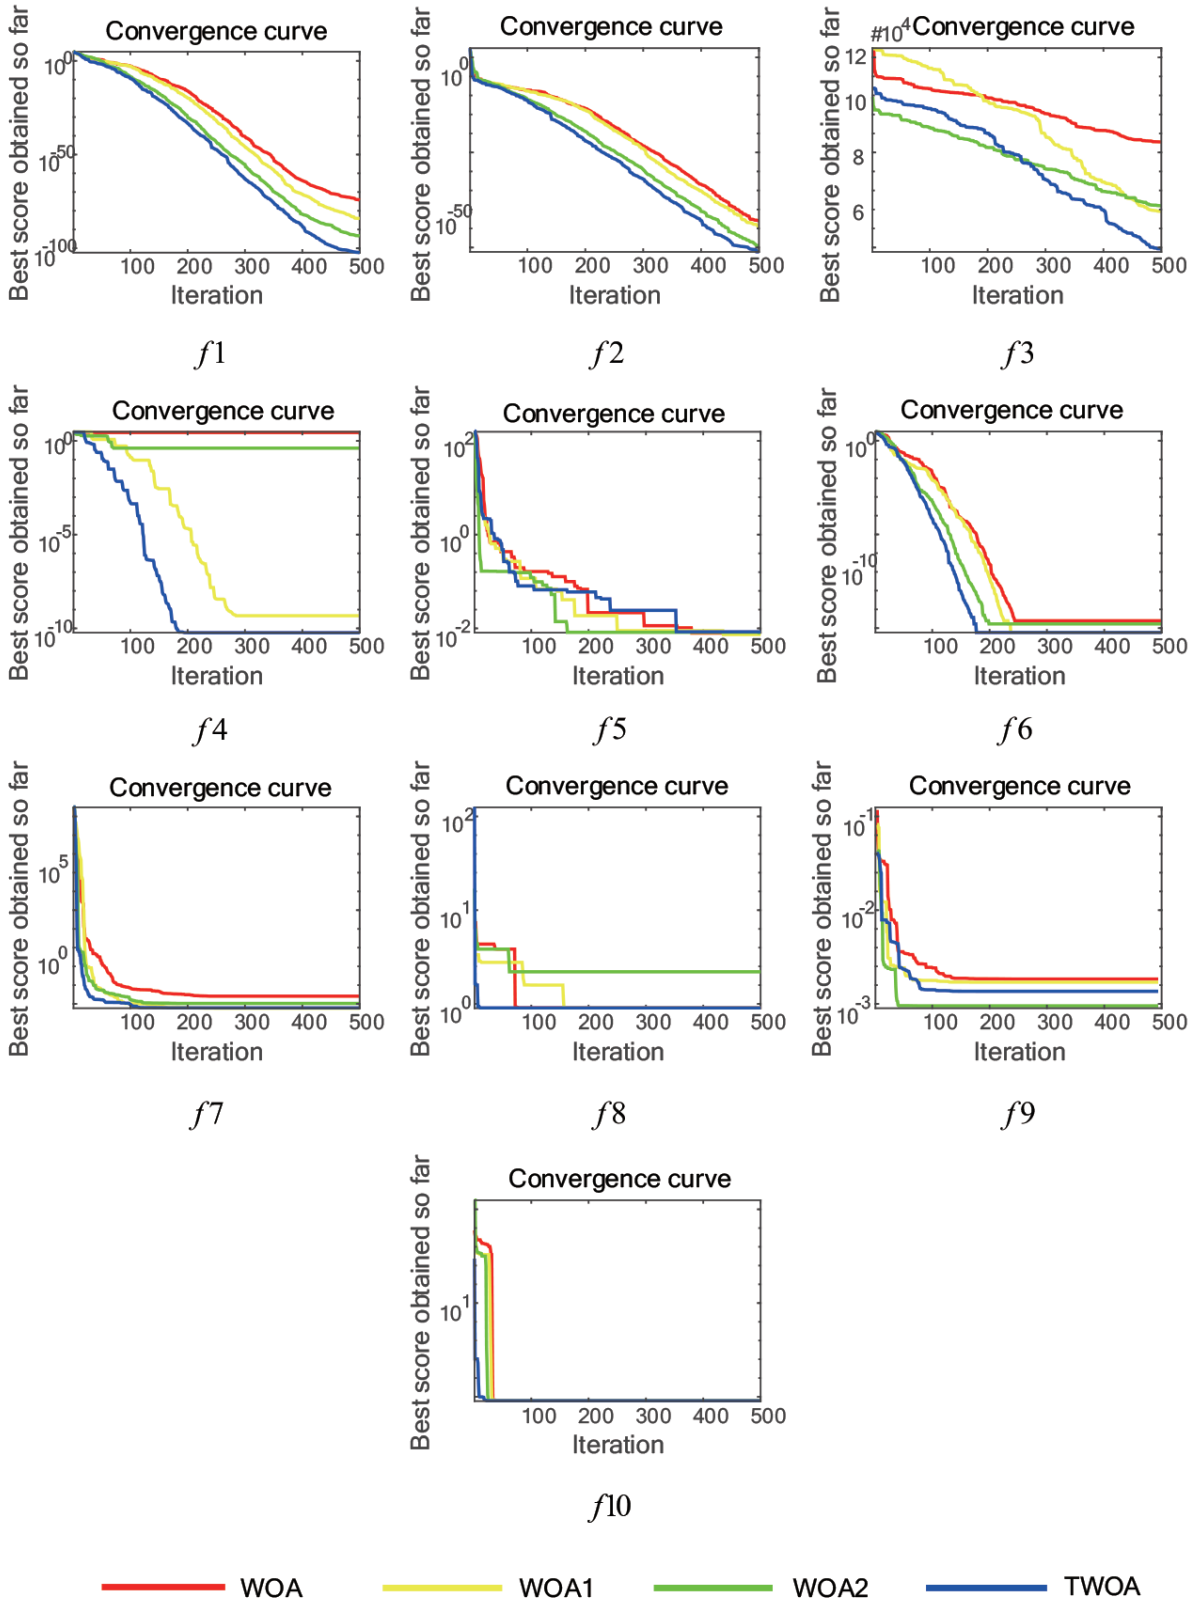 Convergence curve
Best score obtained so far
10^0
10^-50
10^-100
100 200 300 400 500
Iteration
f1
Convergence curve
Best score obtained so far
10^0
10^-50
100 200 300 400 500
Iteration
f2
#10^4 Convergence curve
Best score obtained so far
12
10
8
6
100 200 300 400 500
Iteration
f3
Convergence curve
Best score obtained so far
10^0
10^-5
10^-10
100 200 300 400 500
Iteration
f4
Convergence curve
Best score obtained so far
10^2
10^0
10^-2
100 200 300 400 500
Iteration
f5
Convergence curve
Best score obtained so far
10^0
10^-10
100 200 300 400 500
Iteration
f6
Convergence curve
Best score obtained so far
10^5
10^0
100 200 300 400 500
Iteration
f7
Convergence curve
Best score obtained so far
10^2
10^1
10^0
100 200 300 400 500
Iteration
f8
Convergence curve
Best score obtained so far
10^-1
10^-2
10^-3
100 200 300 400 500
Iteration
f9
Convergence curve
Best score obtained so far
10^1
100 200 300 400 500
Iteration
f10
WOA WOA1 WOA2 TWOA